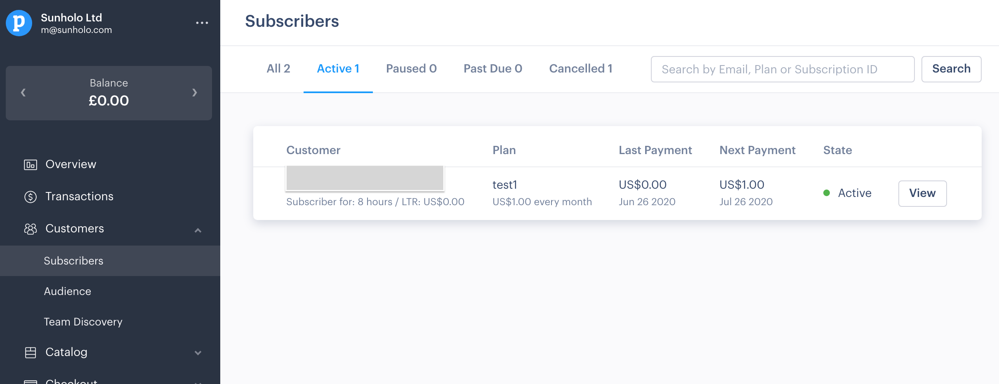 p
Sunholo Ltd
m@sunholo.com
Balance
£0.00
Overview
Transactions
Customers
Subscribers
Audience
Team Discovery
Catalog
Checkout
Subscribers
All 2 Active 1 Paused 0 Past Due 0 Cancelled 1 Search by Email, Plan or Subscription ID Search
Customer Plan Last Payment Next Payment State
test1 US$0.00 US$1.00 Active View
Subscriber for: 8 hours / LTR: US$0.00 US$1.00 every month Jun 26 2020 Jul 26 2020